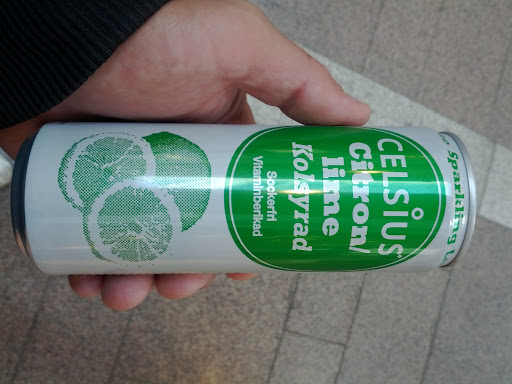 Sparkling
CELSIUS
Citron/
lime
Kolsyrad
Sockerfri
Vitaminberikad